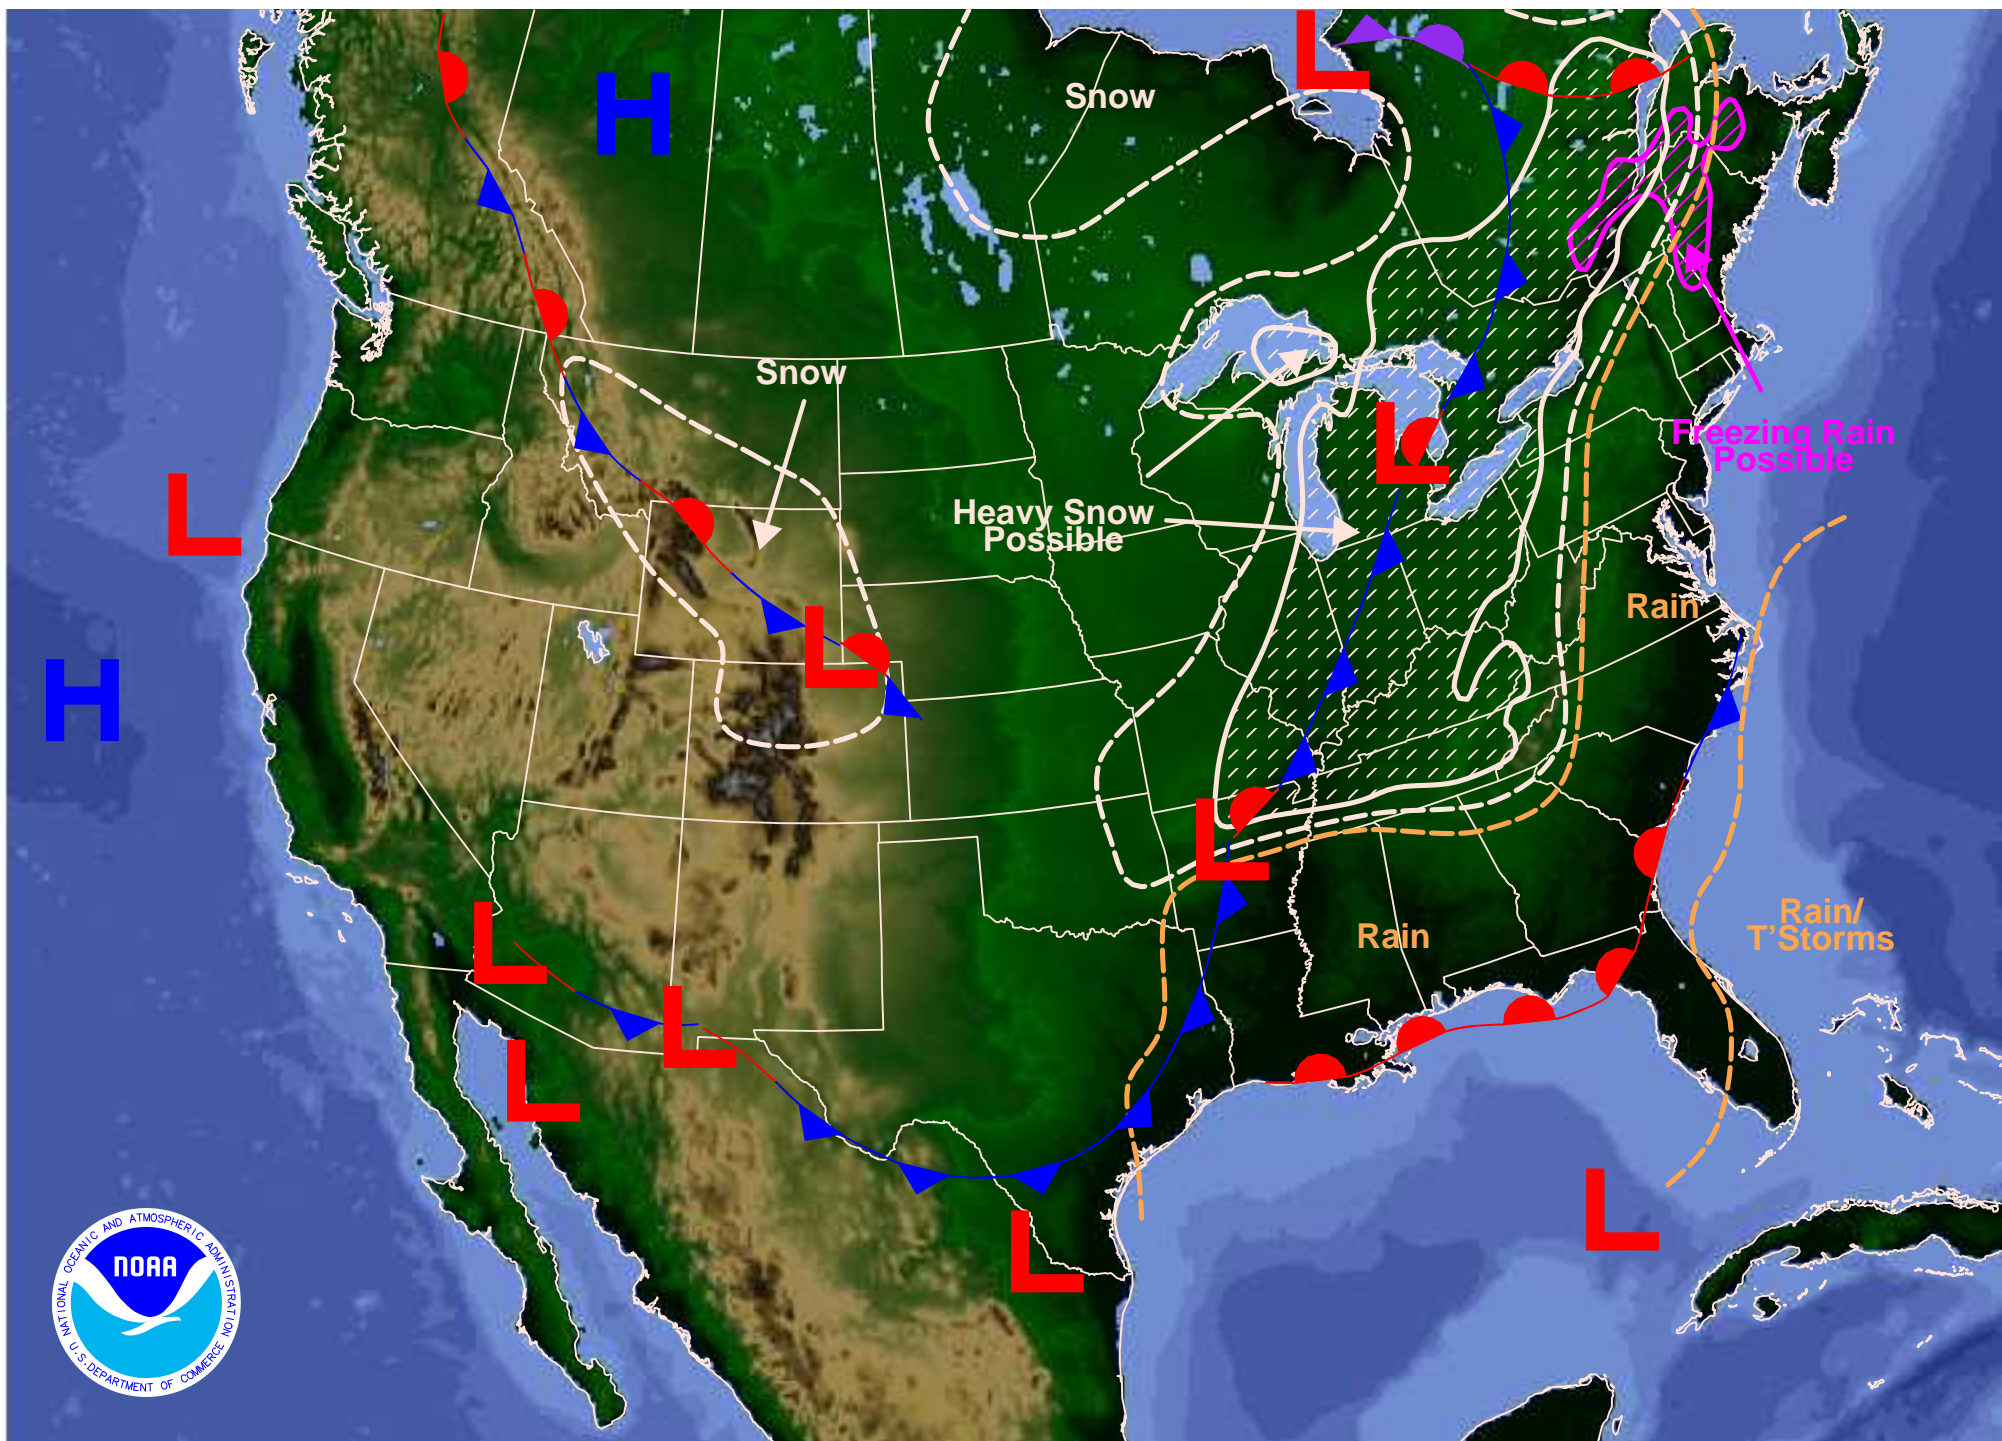 L
H
Snow
Snow
L
L
Freezing Rain
Possible
Heavy Snow
Possible
H
L
Rain
L
L
Rain
Rain/
T'Storms
L
L
L
L
L
NATIONAL OCEANIC AND ATMOSPHERIC ADMINISTRATION
NOAA
U.S. DEPARTMENT OF COMMERCE